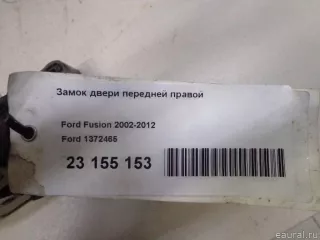 Замок двери передней правой
Ford Fusion 2002-2012
Ford 1372465
23 155 153
eaural.ru